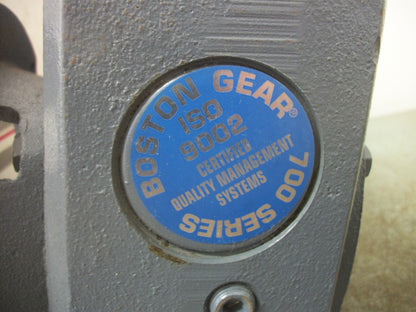 BOSTON GEAR®
ISO
9002
CERTIFIED
QUALITY MANAGEMENT
SYSTEMS
700 SERIES